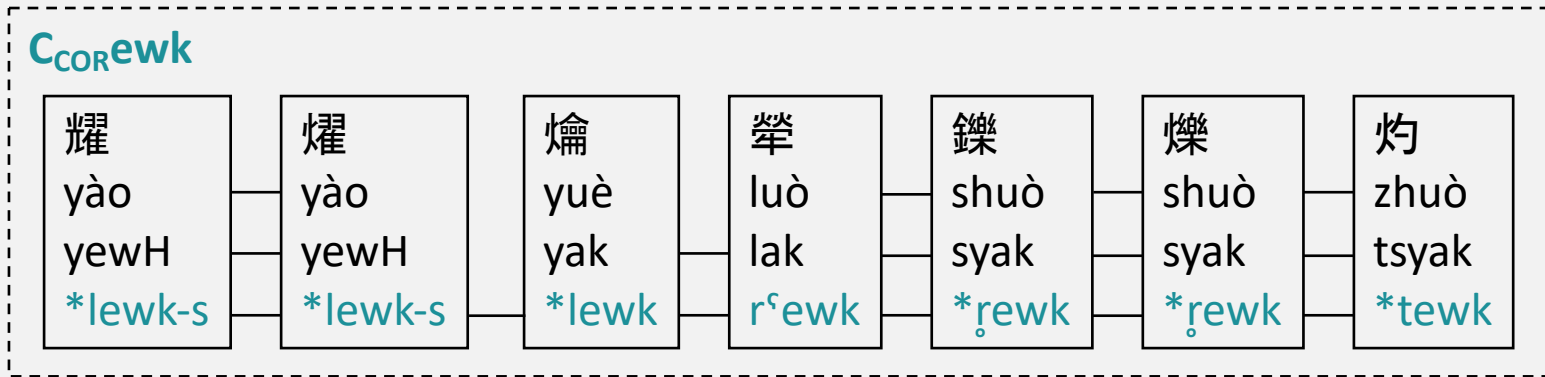 C_CORewk
耀 燿 爚 犖 鑠 爍 灼
yào yào yuè luò shuò shuò zhuò
yewH yewH yak lak syak syak tsyak
*lewk-s *lewk-s *lewk rˤewk *r̥ewk *r̥ewk *tewk